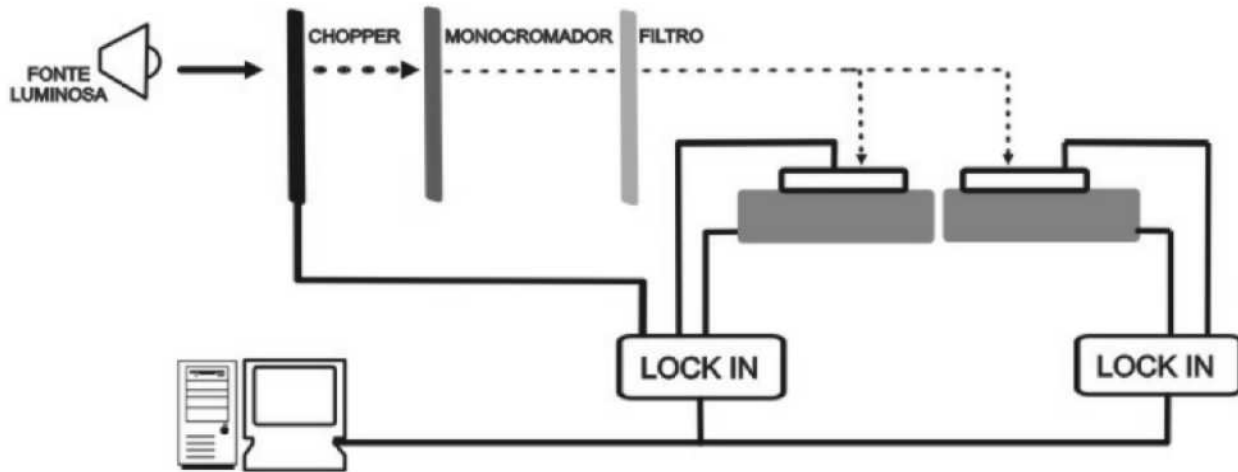 CHOPPER
MONOCROMADOR
FILTRO
FONTE
LUMINOSA
LOCK IN
LOCK IN